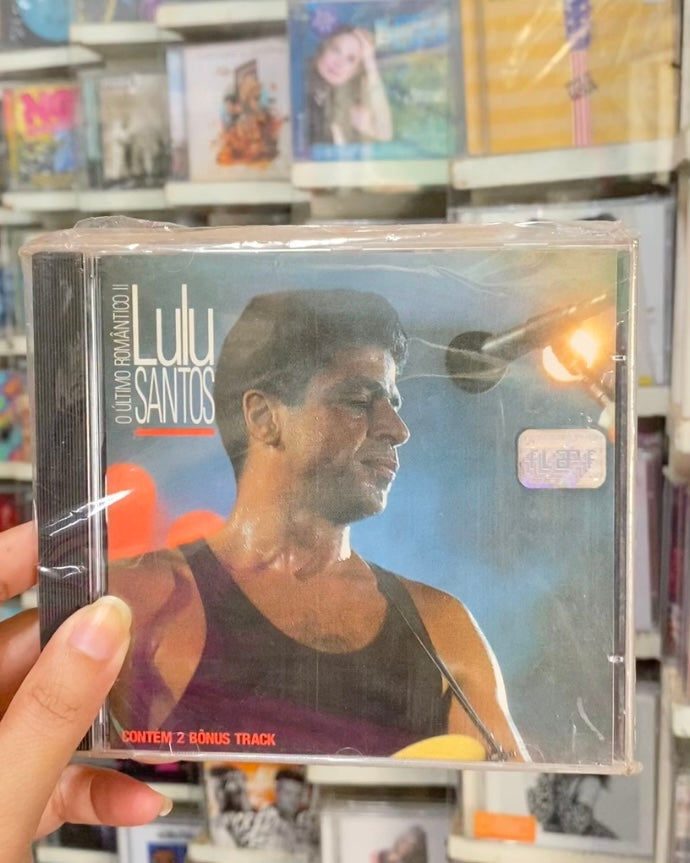 O ÚLTIMO ROMÂNTICO II
Lulu
SANTOS
CONTÉM 2 BÔNUS TRACK